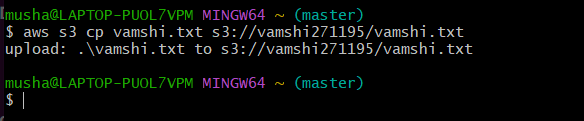 musha@LAPTOP-PUOL7VPM MINGW64 ~ (master)
$ aws s3 cp vamshi.txt s3://vamshi271195/vamshi.txt
upload: .\vamshi.txt to s3://vamshi271195/vamshi.txt
musha@LAPTOP-PUOL7VPM MINGW64 ~ (master)
$